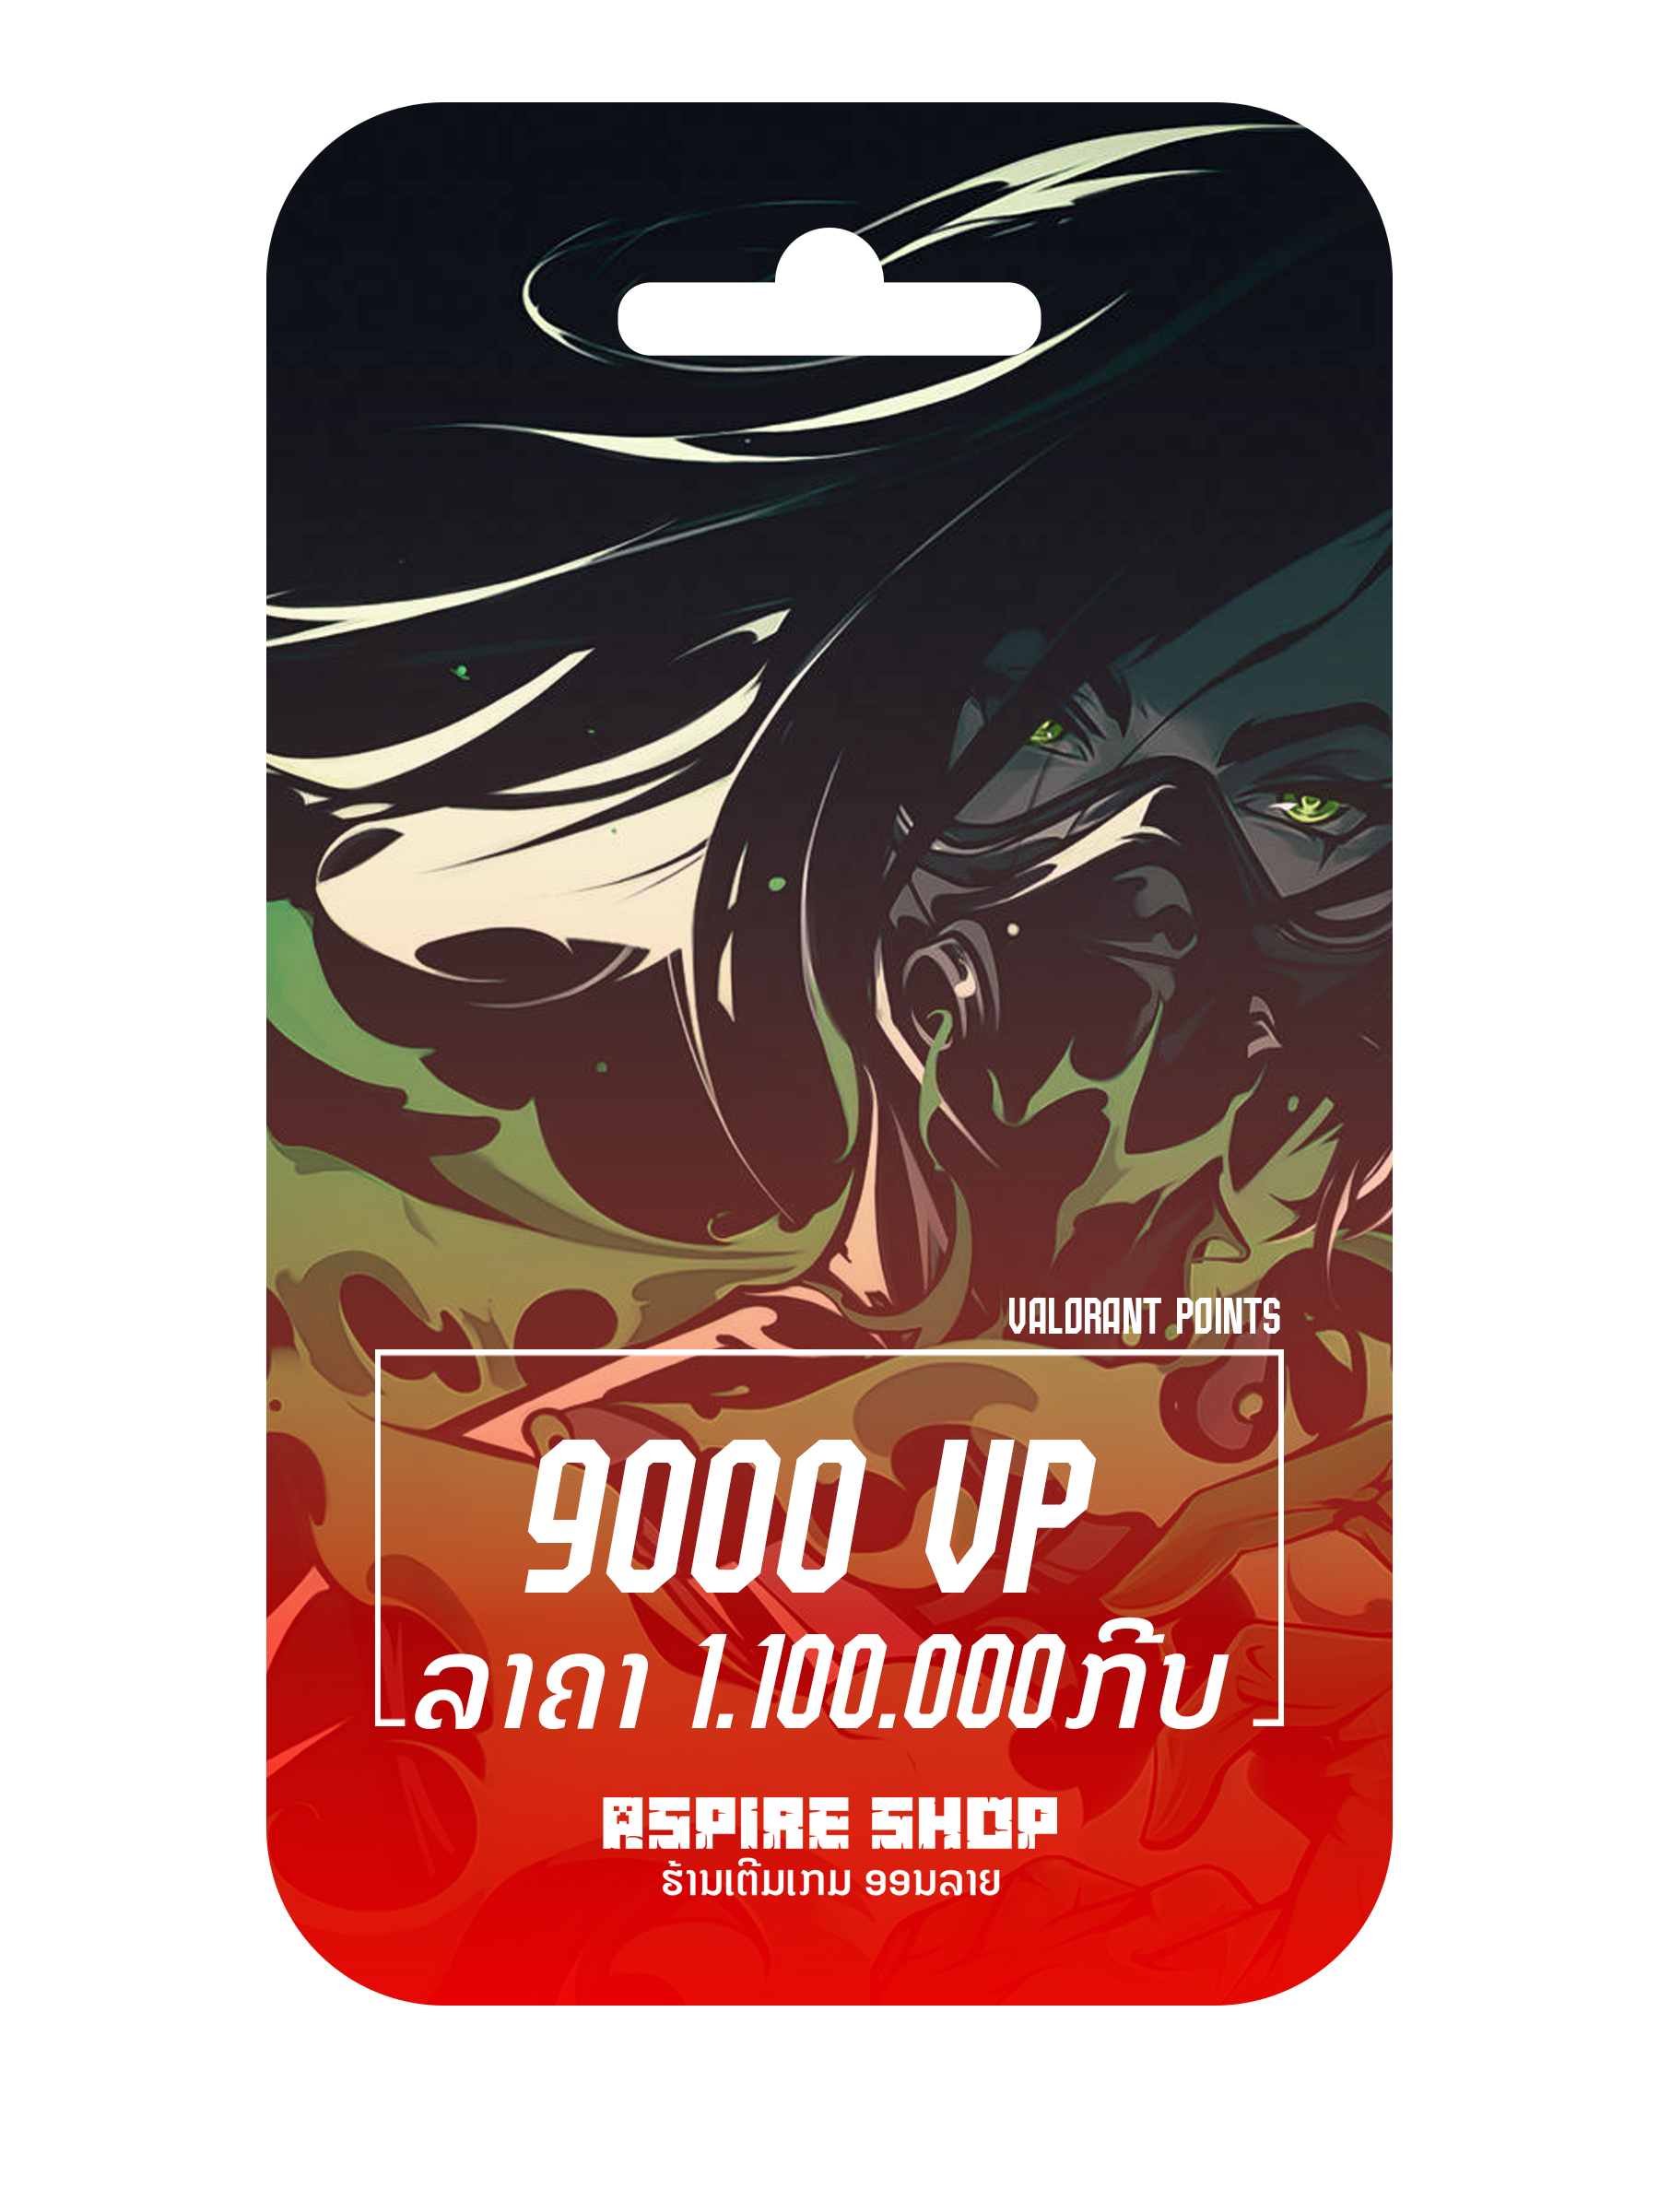 VALORANT POINTS
9000 VP
ລາຄາ 1.100.000ກີບ
ASPIRE SHOP
ຮ້ານເຕີມເກມ ອອນລາຍ